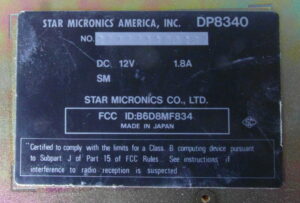 STAR MICRONICS AMERICA, INC. DP8340
NO.
DC 12V 1.8A
SM
STAR MICRONICS CO., LTD.
FCC ID:B6D8MF834
MADE IN JAPAN
Certified to comply with the limits for a Class. B computing device pursuant
to Subpart J of Part 15 of FCC Rules. See instructions if
interference to radio reception is suspected.